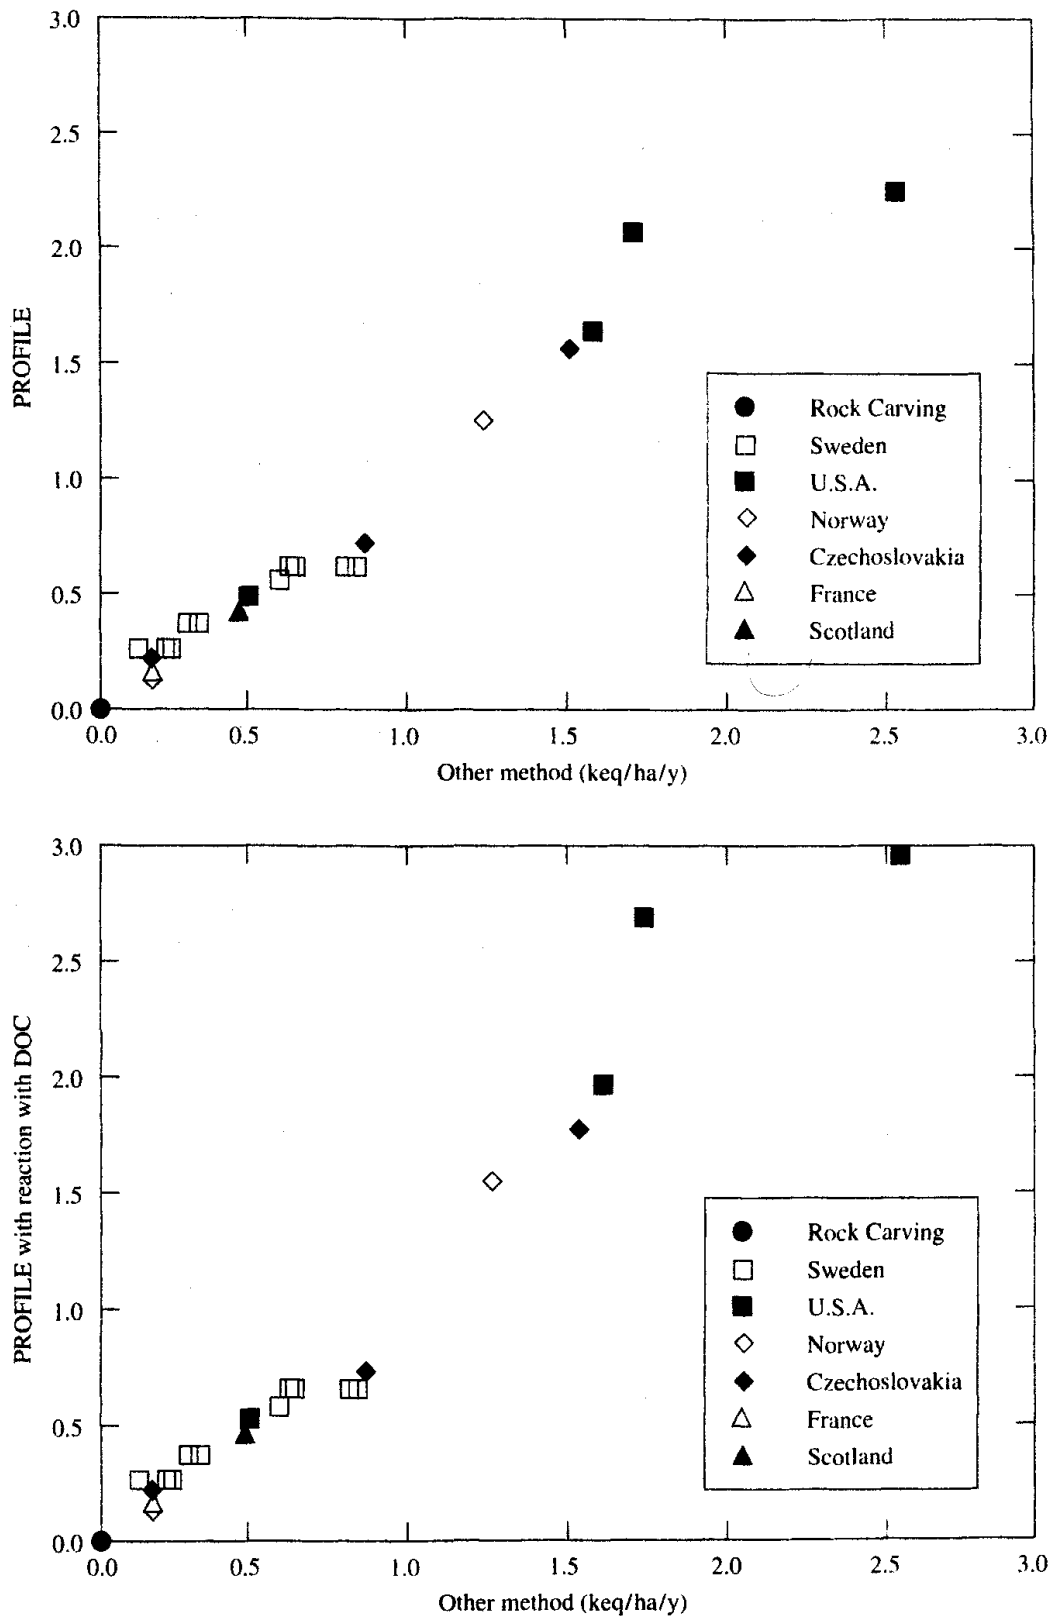 3.0
2.5
2.0
1.5
1.0
0.5
0.0
PROFILE
Rock Carving
Sweden
U.S.A.
Norway
Czechoslovakia
France
Scotland
0.0 0.5 1.0 1.5 2.0 2.5 3.0
Other method (keq/ha/y)
3.0
2.5
2.0
1.5
1.0
0.5
0.0
PROFILE with reaction with DOC
Rock Carving
Sweden
U.S.A.
Norway
Czechoslovakia
France
Scotland
0.0 0.5 1.0 1.5 2.0 2.5 3.0
Other method (keq/ha/y)